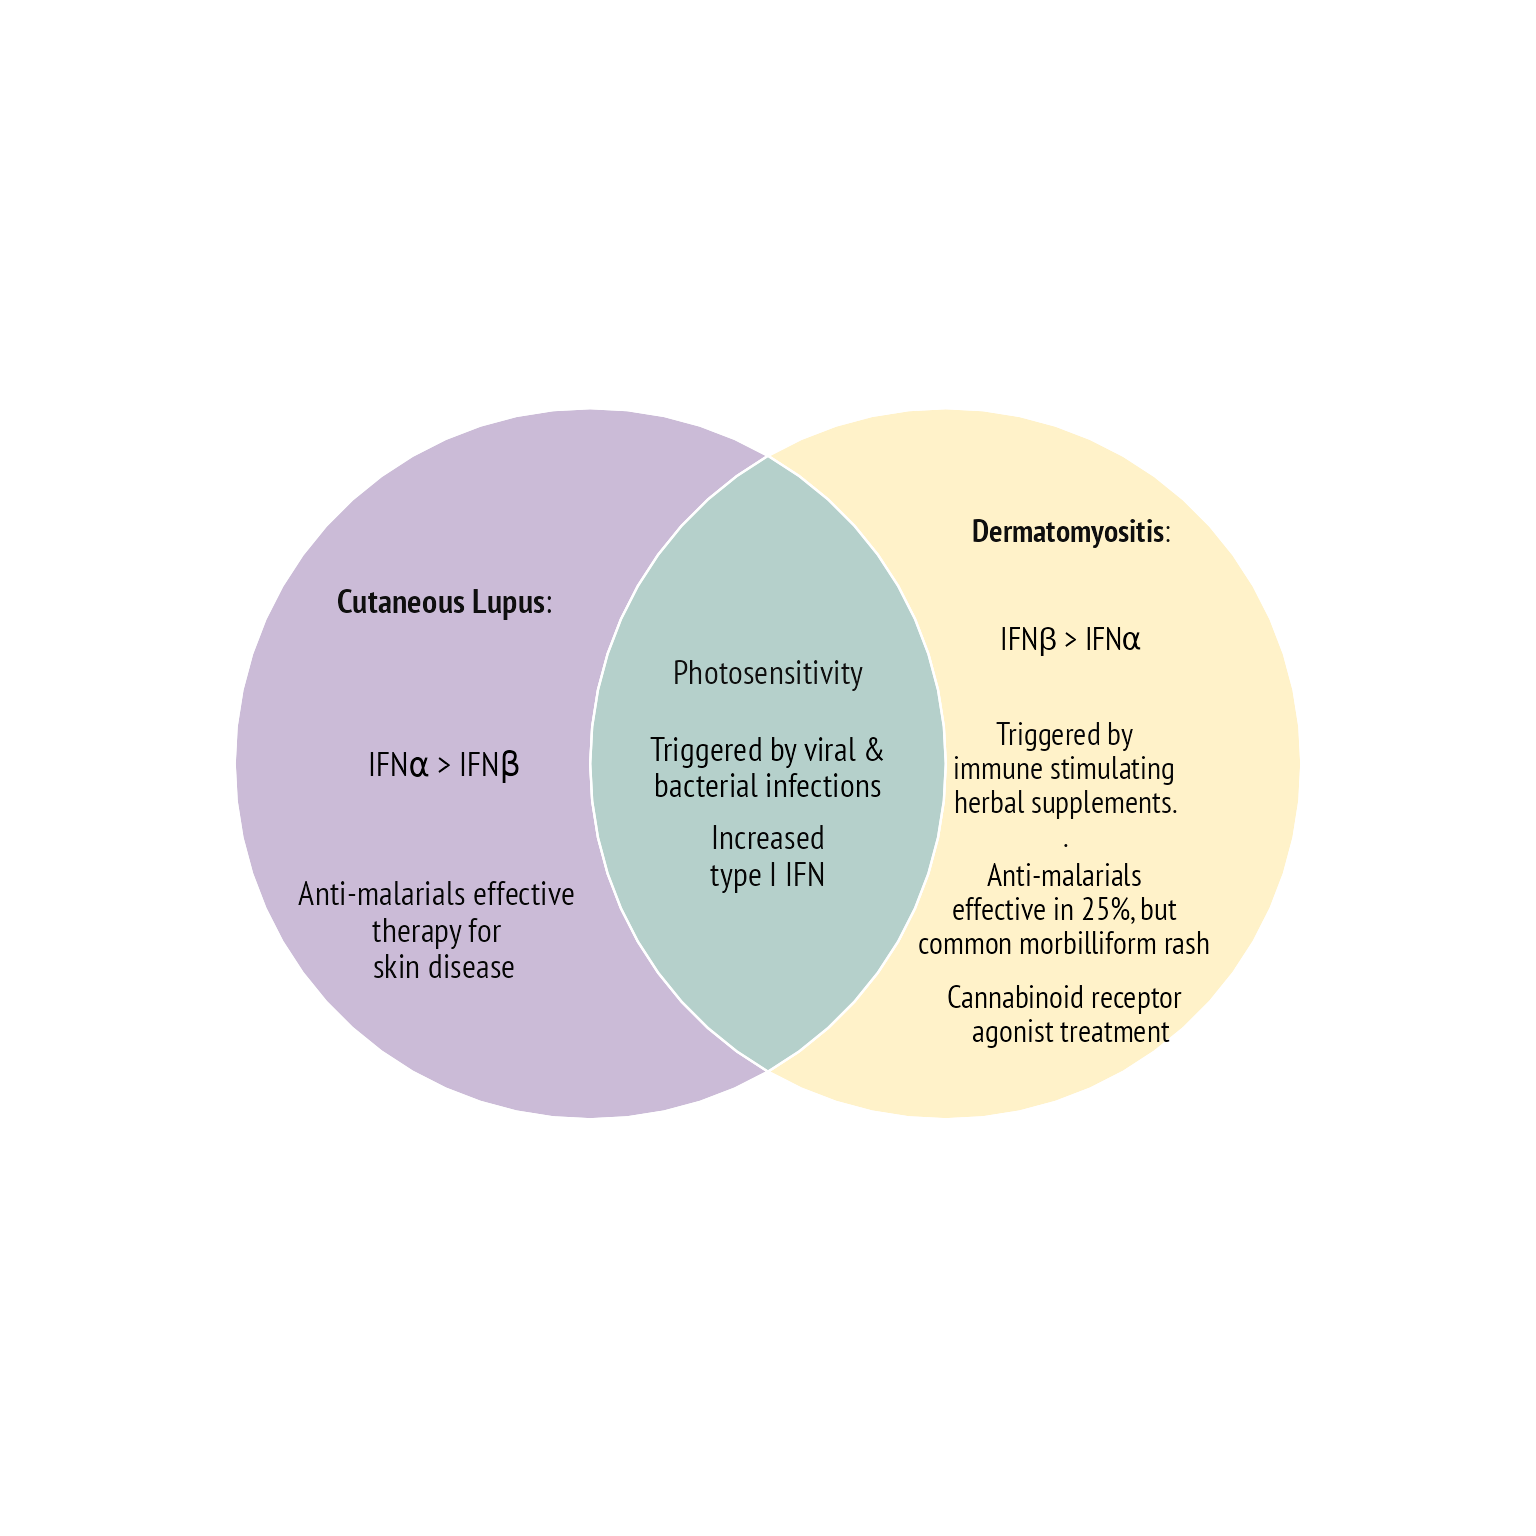 Cutaneous Lupus:
IFNα > IFNβ
Anti-malarials effective
therapy for
skin disease
Photosensitivity
Triggered by viral &
bacterial infections
Increased
type I IFN
Dermatomyositis:
IFNβ > IFNα
Triggered by
immune stimulating
herbal supplements.
.
Anti-malarials
effective in 25%, but
common morbilliform rash
Cannabinoid receptor
agonist treatment